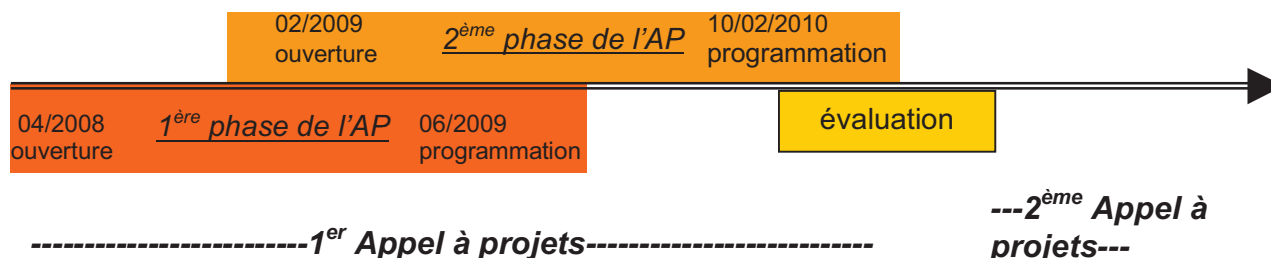 02/2009
ouverture
2ème phase de l'AP
10/02/2010
programmation
04/2008
ouverture
1ère phase de l'AP
06/2009
programmation
évaluation
---2ème Appel à
projets---
--------------------------1er Appel à projets---------------------------